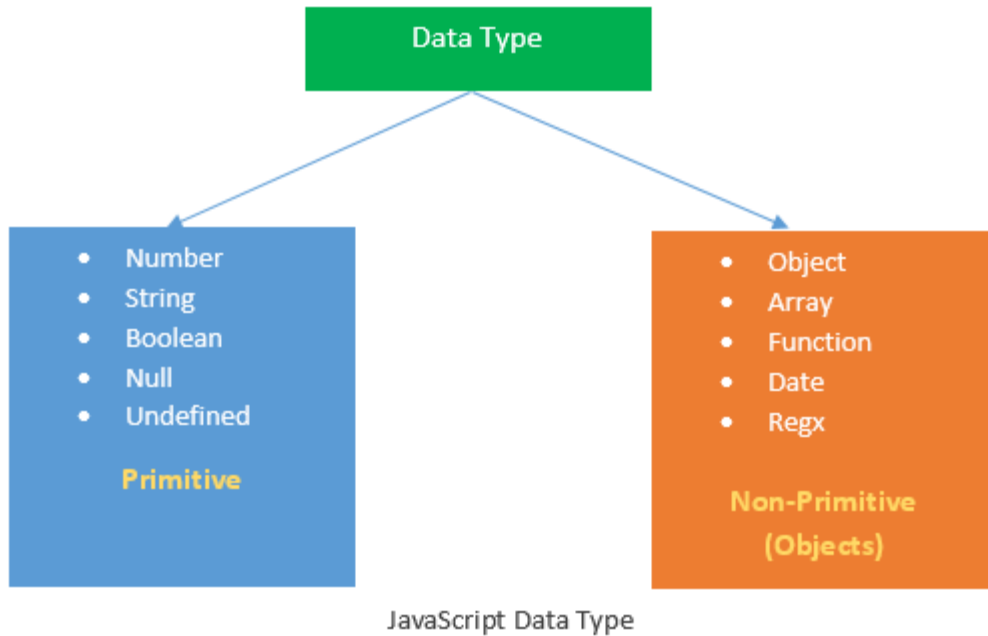 Data Type
• Number
• String
• Boolean
• Null
• Undefined
Primitive
• Object
• Array
• Function
• Date
• Regx
Non-Primitive
(Objects)
JavaScript Data Type